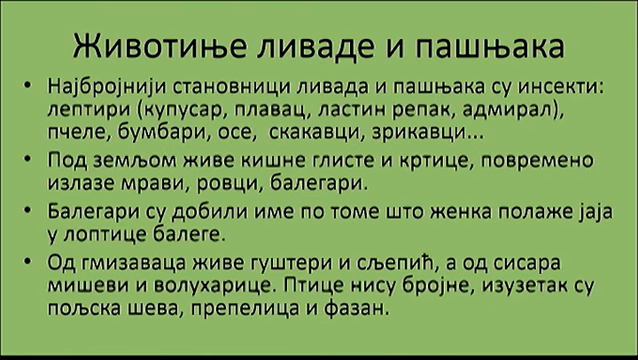 Животиње ливаде и пашњака
• Најбројнији становници ливада и пашњака су инсекти:
лептири (купусар, плавац, ластин репак, адмирал),
пчеле, бумбари, осе, скакавци, зрикавци...
• Под земљом живе кишне глисте и кртице, повремено
излазе мрави, ровци, балегари.
• Балегари су добили име по томе што женка полаже јаја
у лоптице балеге.
• Од гмизаваца живе гуштери и сљепић, а од сисара
мишеви и волухарице. Птице нису бројне, изузетак су
пољска шева, препелица и фазан.